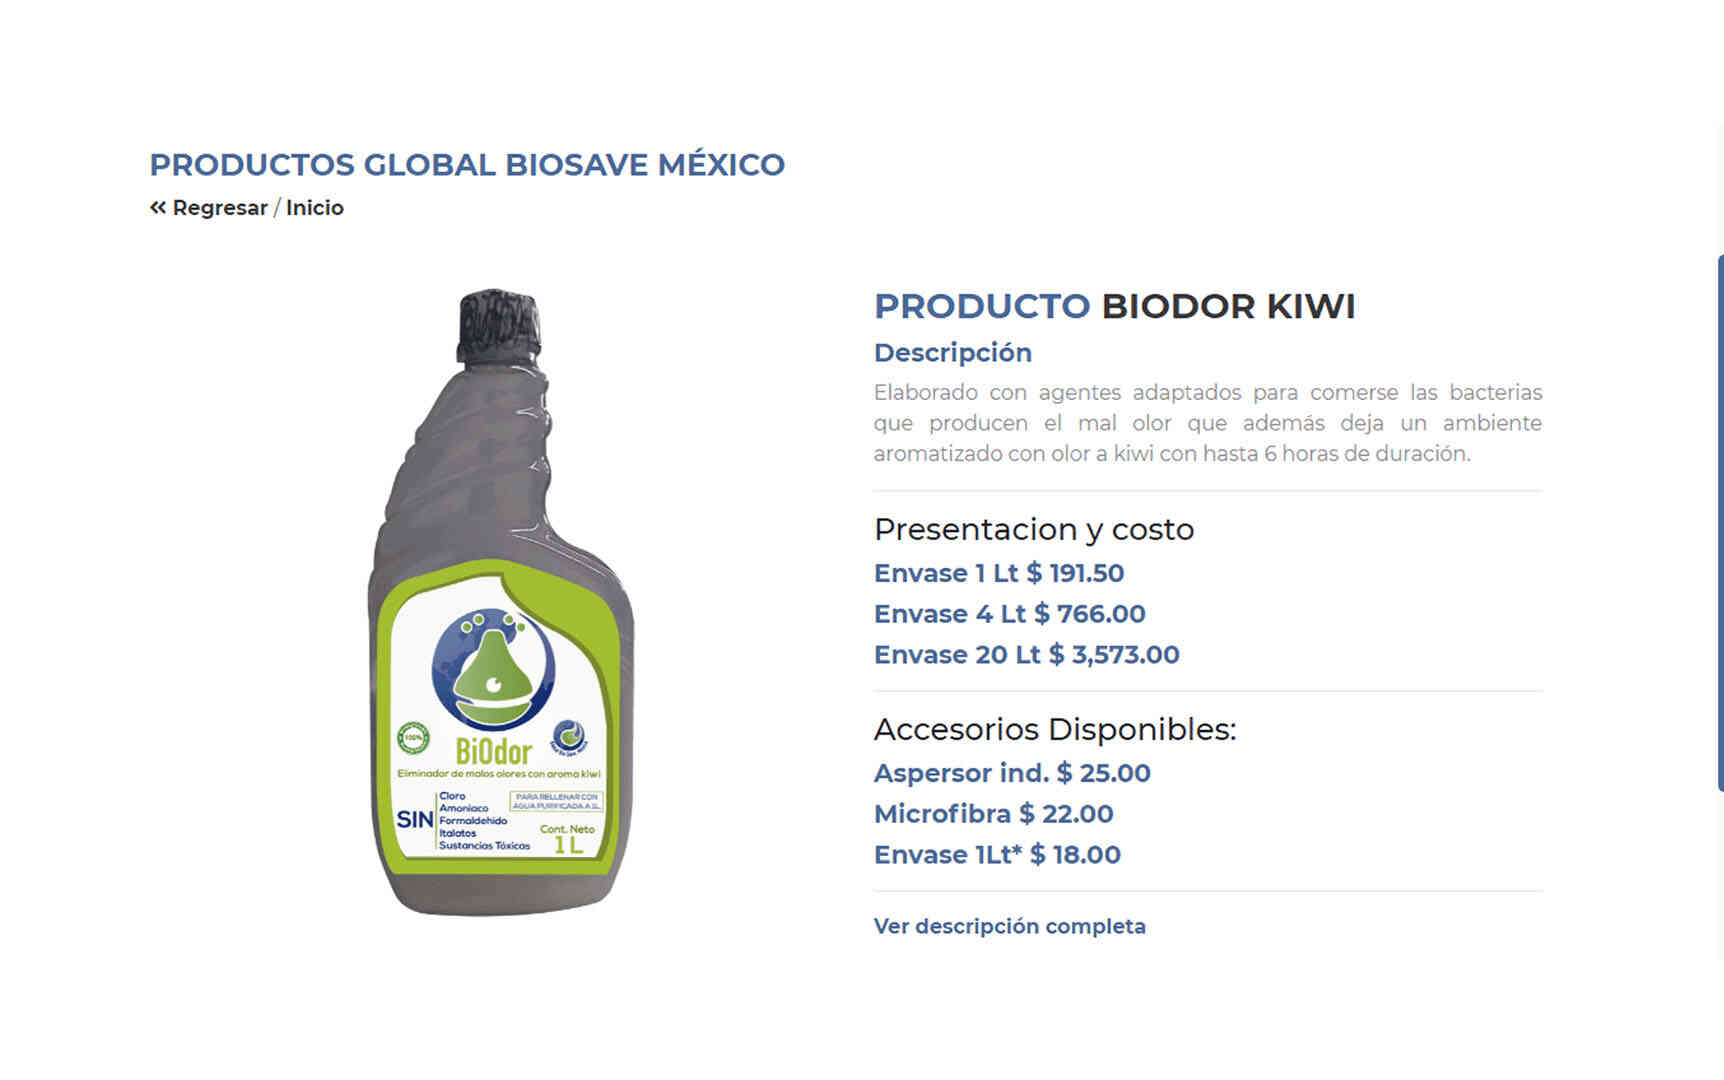 PRODUCTOS GLOBAL BIOSAVE MÉXICO
« Regresar / Inicio
PRODUCTO BIODOR KIWI
Descripción
Elaborado con agentes adaptados para comerse las bacterias
que producen el mal olor que además deja un ambiente
aromatizado con olor a kiwi con hasta 6 horas de duración.
Presentacion y costo
Envase 1 Lt $ 191.50
Envase 4 Lt $ 766.00
Envase 20 Lt $ 3,573.00
Accesorios Disponibles:
Aspersor ind. $ 25.00
Microfibra $ 22.00
Envase 1Lt* $ 18.00
Ver descripción completa
100%
BiOdor
Eliminador de malos olores con aroma kiwi
SIN
Cloro
Amoniaco
Formaldehido
Italatos
Sustancias Tóxicas
PARA RELLENAR CON
AGUA PURIFICADA A 1L.
Cont. Neto
1 L